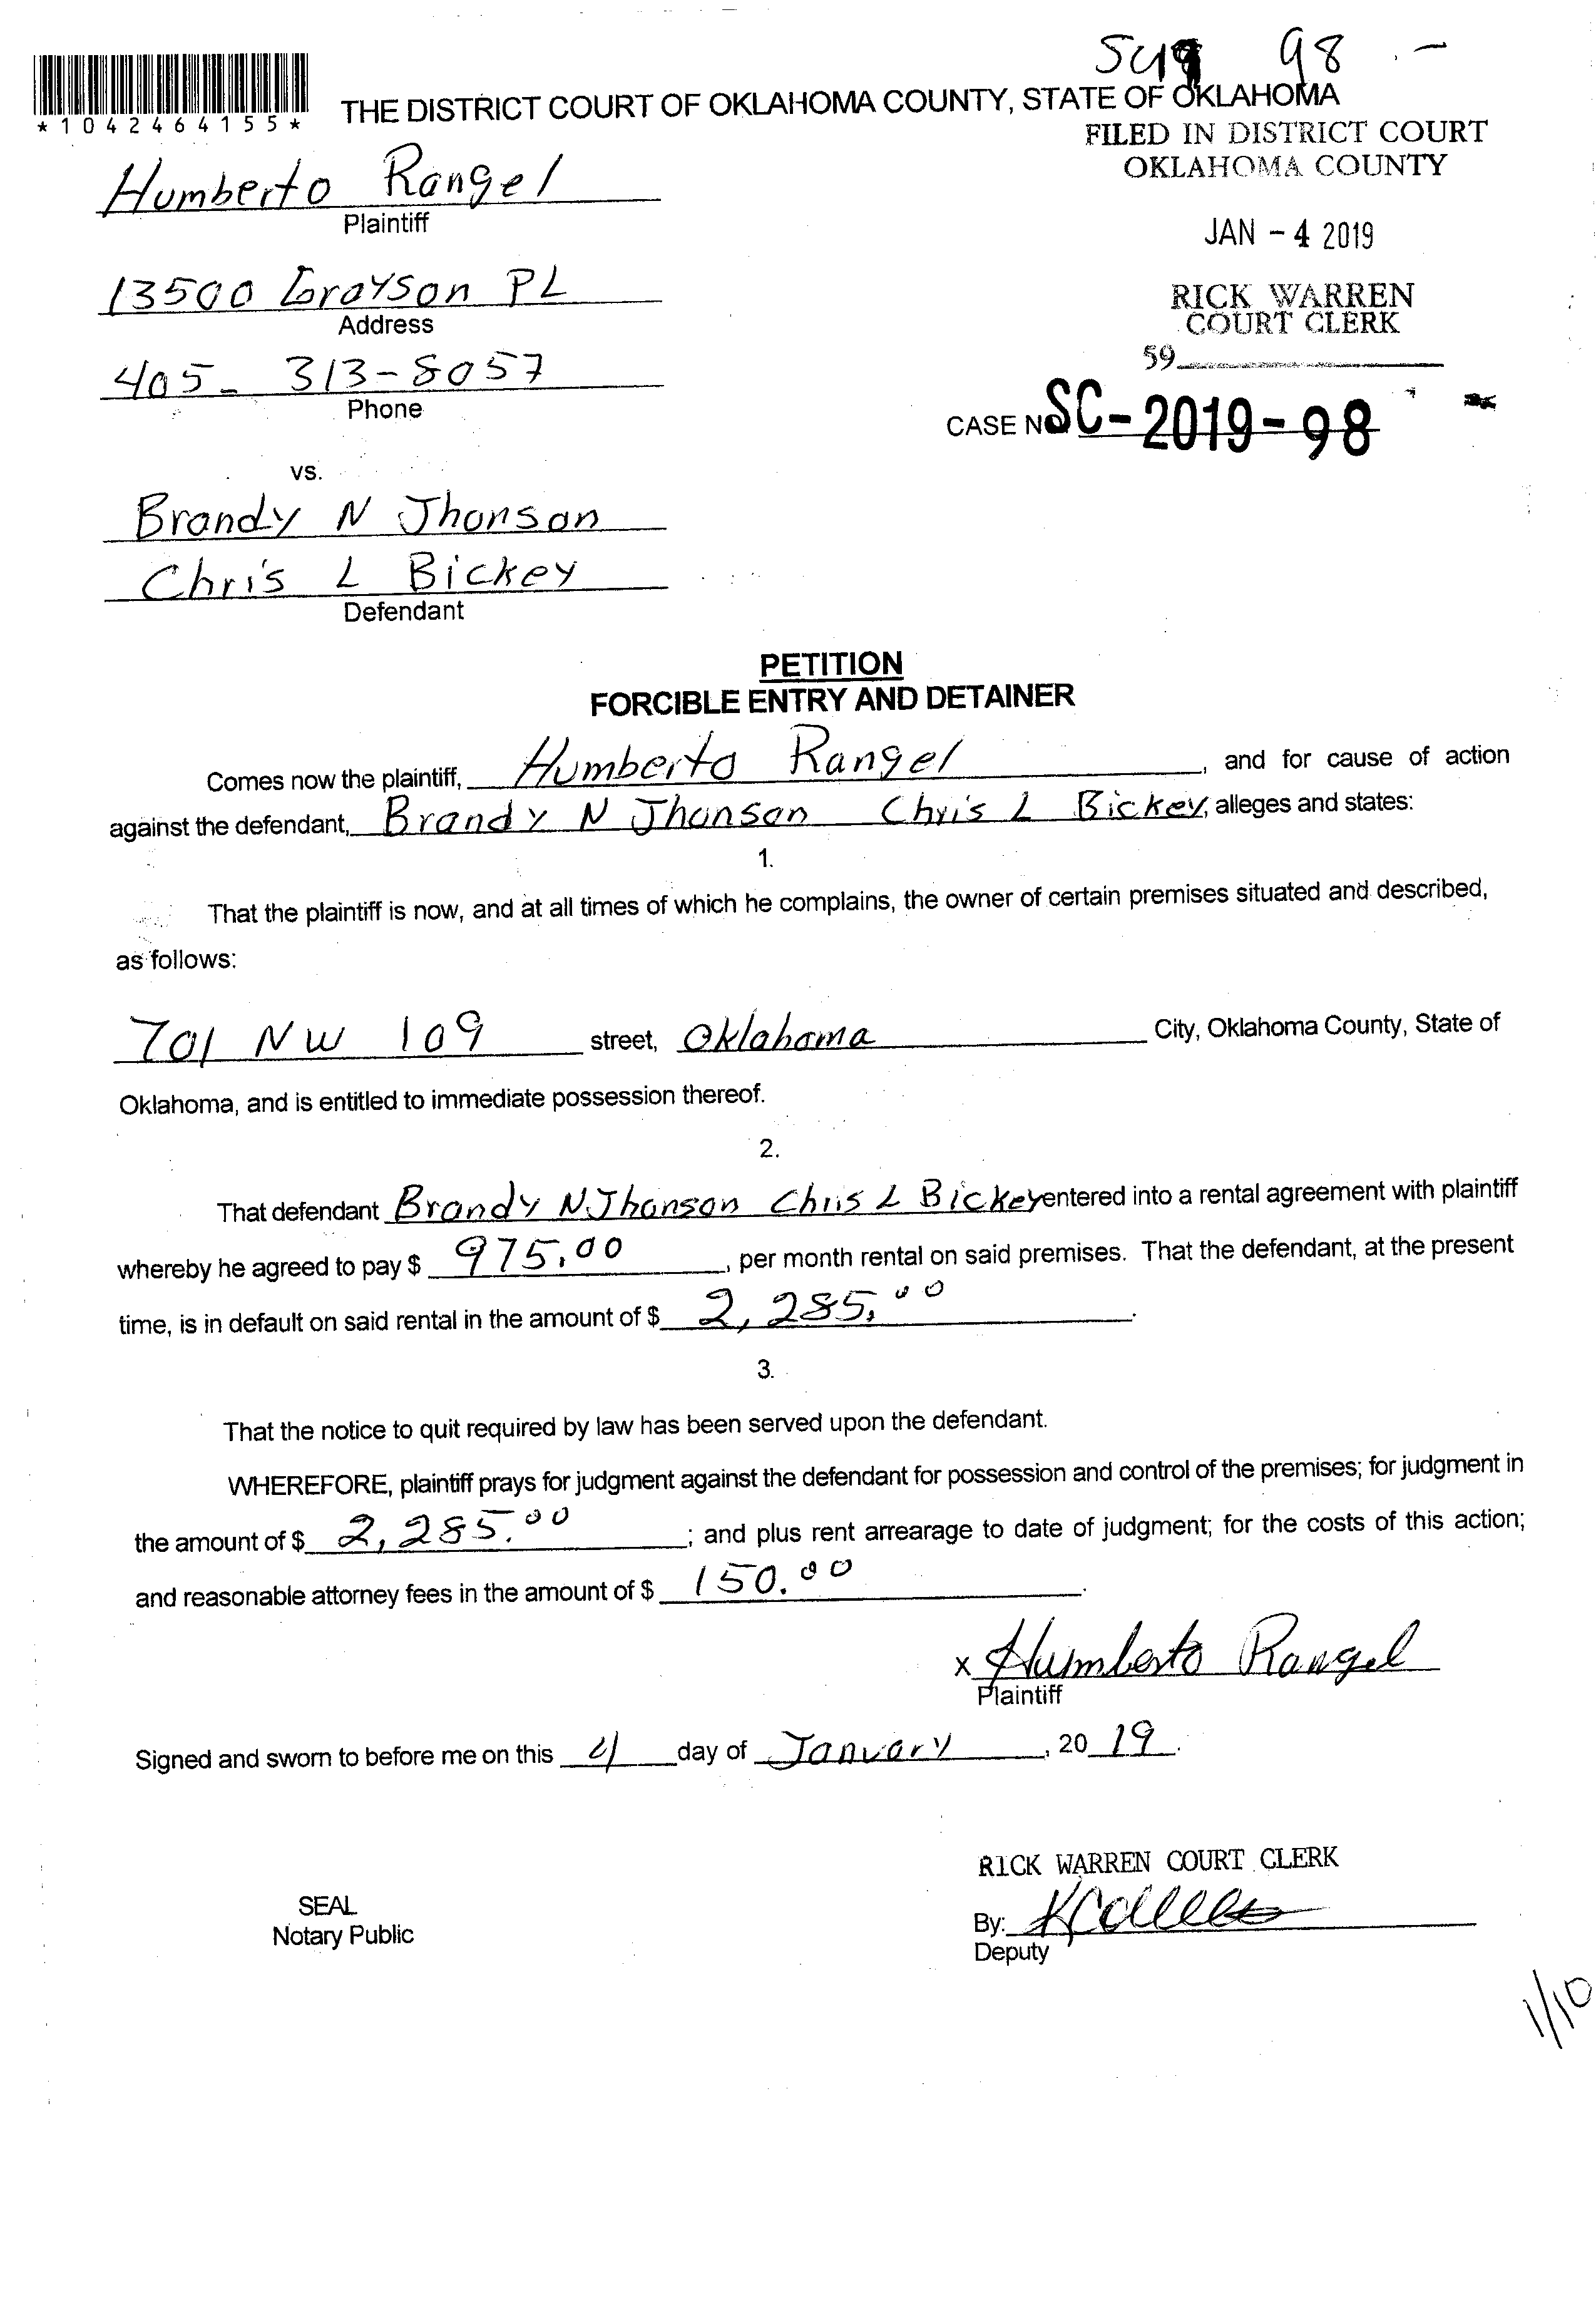 98
*1042464155*
THE DISTRICT COURT OF OKLAHOMA COUNTY, STATE OF OKLAHOMA
FILED IN DISTRICT COURT
OKLAHOMA COUNTY
Humberto Rangel
Plaintiff
JAN - 4 2019
13500 Grayson PL
Address
RICK WARREN
COURT CLERK
59
405- 313-8057
Phone
CASE NO SC-2019-98
vs.
Brandy N Jhonson
Chris L Bickey
Defendant
PETITION
FORCIBLE ENTRY AND DETAINER
Comes now the plaintiff, Humberto Rangel, and for cause of action
against the defendant, Brandy N Jhonson Chris L Bickey, alleges and states:
1.
That the plaintiff is now, and at all times of which he complains, the owner of certain premises situated and described,
as follows:
701 NW 109 street, Oklahoma City, Oklahoma County, State of
Oklahoma, and is entitled to immediate possession thereof.
2.
That defendant Brandy N Jhonson Chris L Bickey entered into a rental agreement with plaintiff
whereby he agreed to pay $ 975.00, per month rental on said premises. That the defendant, at the present
time, is in default on said rental in the amount of $ 2,285.00.
3.
That the notice to quit required by law has been served upon the defendant.
WHEREFORE, plaintiff prays for judgment against the defendant for possession and control of the premises; for judgment in
the amount of $ 2,285.00; and plus rent arrearage to date of judgment; for the costs of this action;
and reasonable attorney fees in the amount of $ 150.00.
x Humberto Rangel
Plaintiff
Signed and sworn to before me on this 4 day of January, 2019.
RICK WARREN COURT CLERK
SEAL
Notary Public
By:
Deputy
1/10